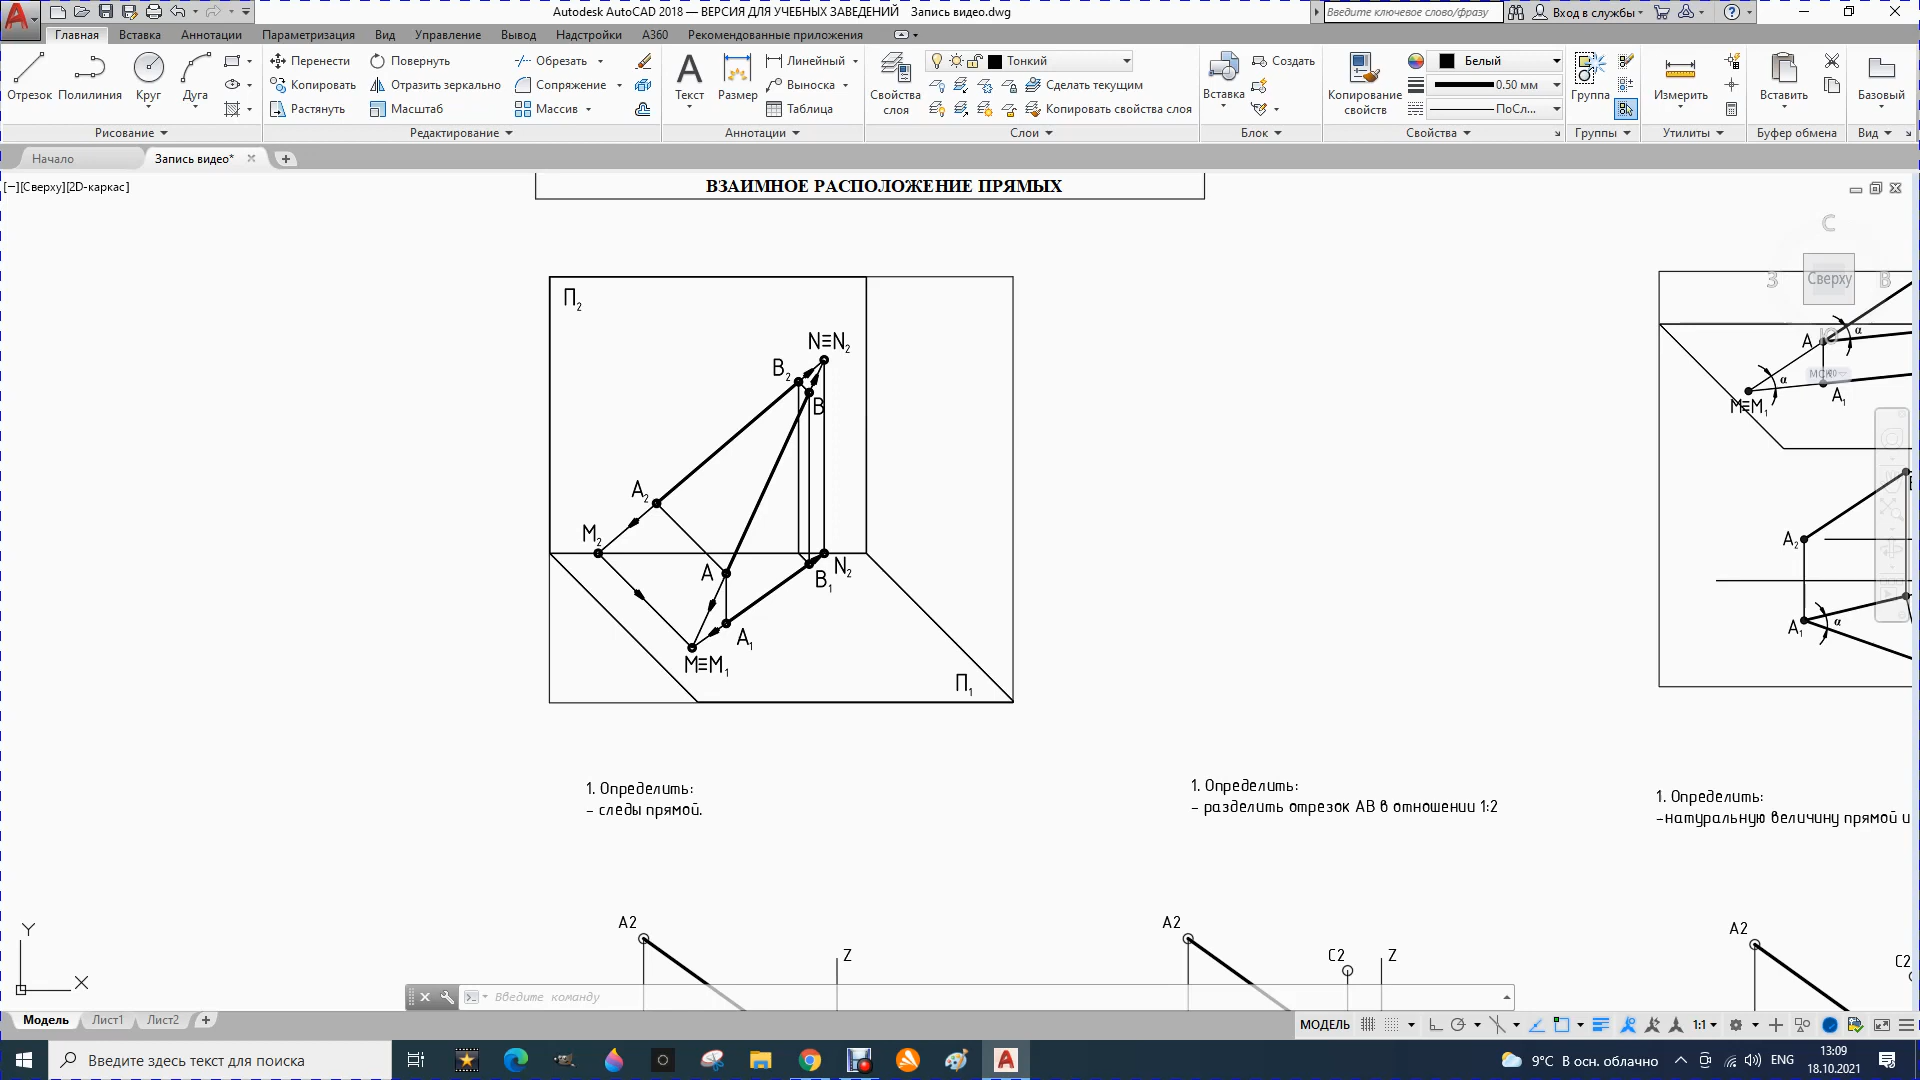 Autodesk AutoCAD 2018 — ВЕРСИЯ ДЛЯ УЧЕБНЫХ ЗАВЕДЕНИЙ Запись видео.dwg
Введите ключевое слово/фразу
Вход в службы
Главная Вставка Аннотации Параметризация Вид Управление Вывод Надстройки A360 Рекомендованные приложения
Отрезок Полилиния Круг Дуга
Рисование
Перенести Повернуть Обрезать
Копировать Отразить зеркально Сопряжение
Растянуть Масштаб Массив
Редактирование
Текст Размер
Линейный
Выноска
Таблица
Аннотации
Свойства слоя
Тонкий
Сделать текущим
Копировать свойства слоя
Слои
Вставка
Создать
Блок
Копирование свойств
Белый
0.50 мм
ПоСл...
Свойства
Группа
Группы
Измерить
Утилиты
Вставить
Буфер обмена
Базовый
Вид
Начало Запись видео*
[−][Сверху][2D-каркас]
ВЗАИМНОЕ РАСПОЛОЖЕНИЕ ПРЯМЫХ
С
З Сверху В
Ю
МСК
П2
N≡N2
B2
B
A2
M2
A
N2
B1
A1
M≡M1
П1
A α
α
A1
M≡M1
A2
A1 α
1. Определить:
- следы прямой.
1. Определить:
- разделить отрезок AB в отношении 1:2
1. Определить:
-натуральную величину прямой и
A2
Z
A2
C2 Z
A2
C2
Y
X
Введите команду
Модель Лист1 Лист2
МОДЕЛЬ 1:1
Введите здесь текст для поиска
9°C В осн. облачно
ENG
13:09
18.10.2021